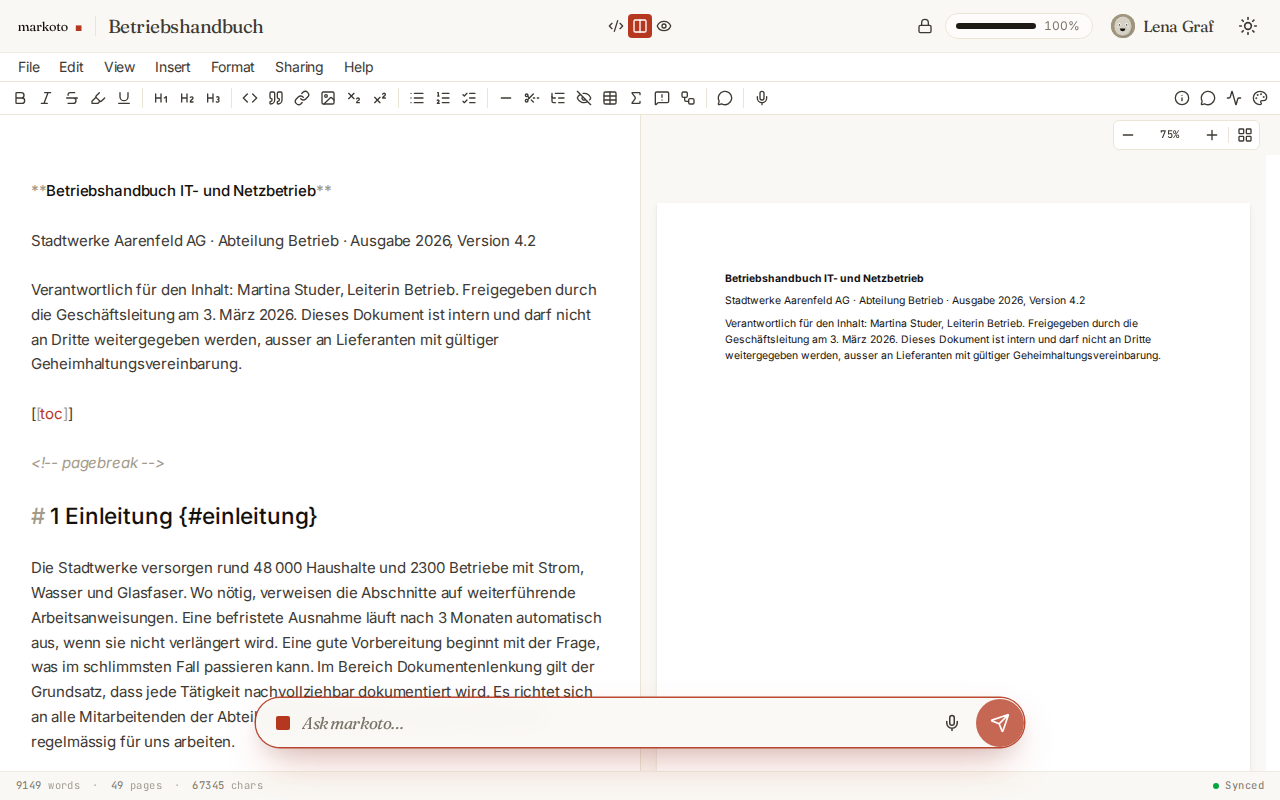 markoto
Betriebshandbuch
100%
Lena Graf
File Edit View Insert Format Sharing Help
H1 H2 H3
75%
**Betriebshandbuch IT- und Netzbetrieb**
Stadtwerke Aarenfeld AG · Abteilung Betrieb · Ausgabe 2026, Version 4.2
Verantwortlich für den Inhalt: Martina Studer, Leiterin Betrieb. Freigegeben durch
die Geschäftsleitung am 3. März 2026. Dieses Dokument ist intern und darf nicht
an Dritte weitergegeben werden, ausser an Lieferanten mit gültiger
Geheimhaltungsvereinbarung.
[[toc]]
<!-- pagebreak -->
# 1 Einleitung {#einleitung}
Die Stadtwerke versorgen rund 48 000 Haushalte und 2300 Betriebe mit Strom,
Wasser und Glasfaser. Wo nötig, verweisen die Abschnitte auf weiterführende
Arbeitsanweisungen. Eine befristete Ausnahme läuft nach 3 Monaten automatisch
aus, wenn sie nicht verlängert wird. Eine gute Vorbereitung beginnt mit der Frage,
was im schlimmsten Fall passieren kann. Im Bereich Dokumentenlenkung gilt der
Grundsatz, dass jede Tätigkeit nachvollziehbar dokumentiert wird. Es richtet sich
an alle Mitarbeitenden der
regelmässig für uns arbeiten.
Betriebshandbuch IT- und Netzbetrieb
Stadtwerke Aarenfeld AG · Abteilung Betrieb · Ausgabe 2026, Version 4.2
Verantwortlich für den Inhalt: Martina Studer, Leiterin Betrieb. Freigegeben durch die
Geschäftsleitung am 3. März 2026. Dieses Dokument ist intern und darf nicht an Dritte
weitergegeben werden, ausser an Lieferanten mit gültiger Geheimhaltungsvereinbarung.
Ask markoto...
9149 words · 49 pages · 67345 chars
Synced